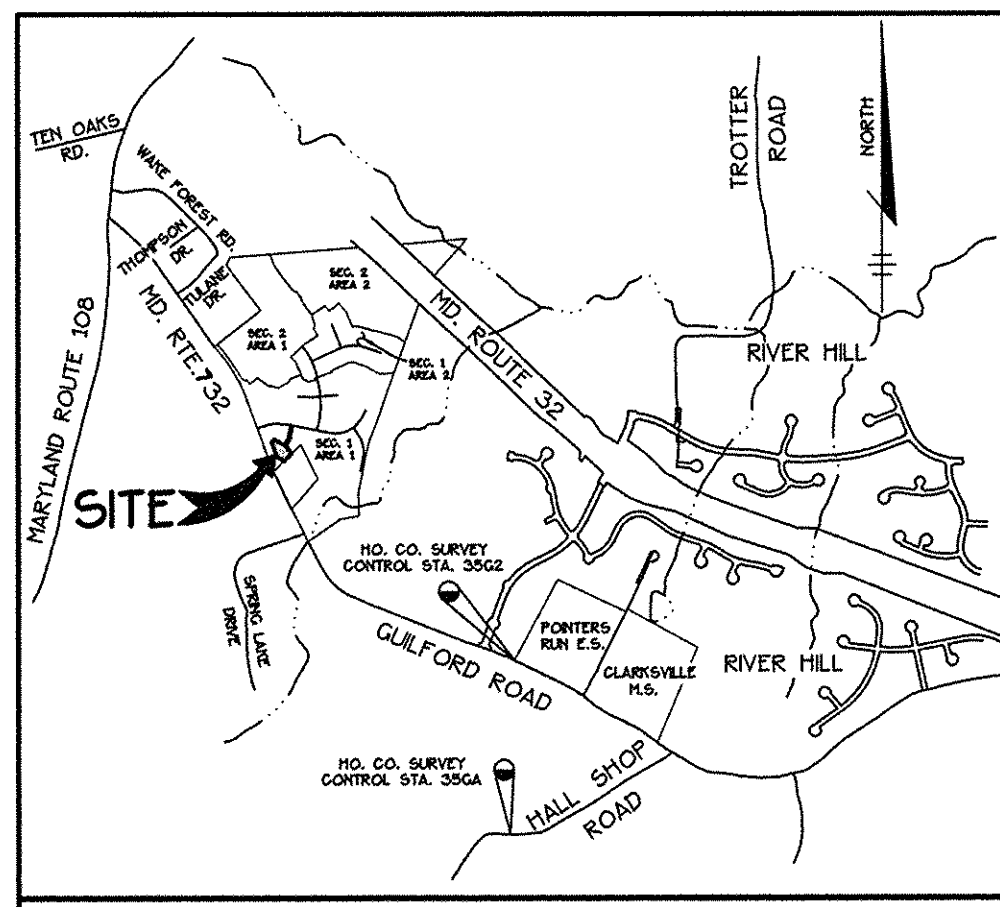 TEN OAKS
RD.
WAKE FOREST RD.
THOMPSON
DR.
TULANE
DR.
MD. RTE.732
MARYLAND ROUTE 108
SEC. 2
AREA 2
SEC. 2
AREA 1
SEC. 1
AREA 2
SEC. 1
AREA 1
SITE
MD. ROUTE 32
TROTTER
ROAD
NORTH
RIVER HILL
SPRING LAKE
DRIVE
HO. CO. SURVEY
CONTROL STA. 35G2
GUILFORD ROAD
POINTERS
RUN E.S.
CLARKSVILLE
M.S.
RIVER HILL
HO. CO. SURVEY
CONTROL STA. 35GA
HALL SHOP
ROAD